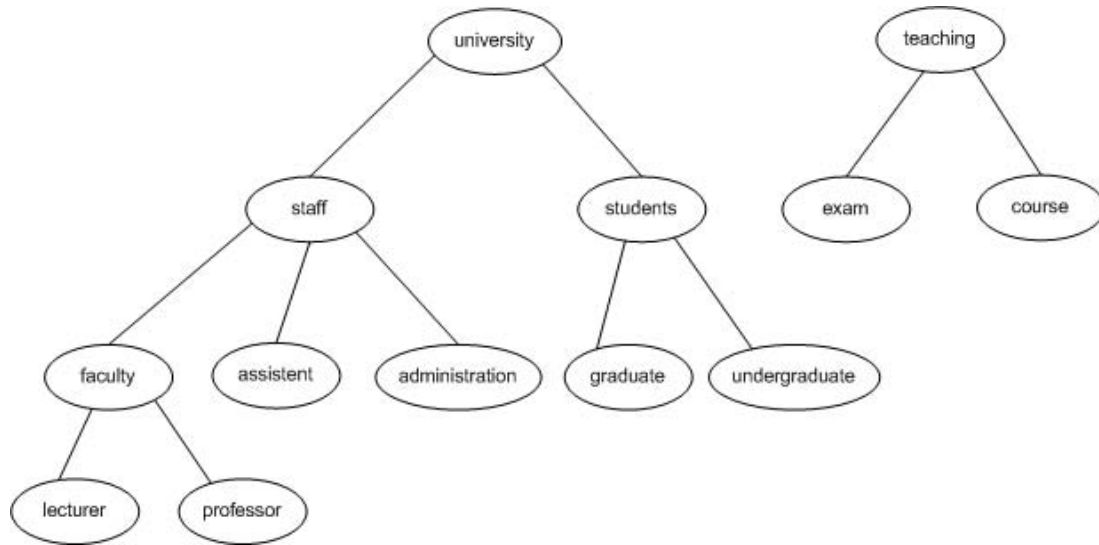 university
teaching
staff
students
exam
course
faculty
assistent
administration
graduate
undergraduate
lecturer
professor